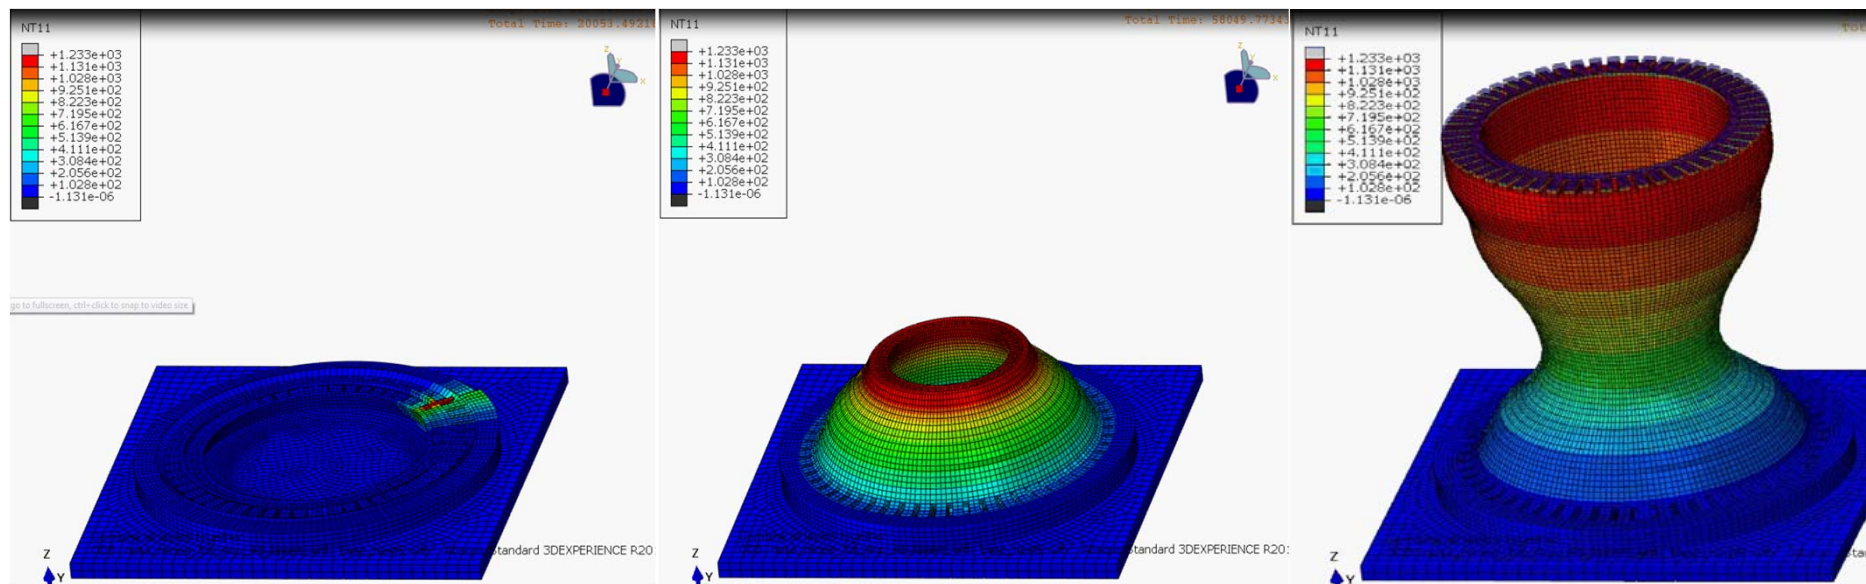 Total Time: 20053.4921
NT11
+1.233e+03
+1.131e+03
+1.028e+03
+9.251e+02
+8.223e+02
+7.195e+02
+6.167e+02
+5.139e+02
+4.111e+02
+3.084e+02
+2.056e+02
+1.028e+02
-1.131e-06
Z
Y
X
go to fullscreen, ctrl+click to snap to video size
Standard 3DEXPERIENCE R20
Z
Y
Total Time: 58049.77343
NT11
+1.233e+03
+1.131e+03
+1.028e+03
+9.251e+02
+8.223e+02
+7.195e+02
+6.167e+02
+5.139e+02
+4.111e+02
+3.084e+02
+2.056e+02
+1.028e+02
-1.131e-06
Z
Y
X
Standard 3DEXPERIENCE R201
Z
Y
Tot
NT11
+1.233e+03
+1.131e+03
+1.028e+03
+9.251e+02
+8.223e+02
+7.195e+02
+6.167e+02
+5.139e+02
+4.111e+02
+3.084e+02
+2.056e+02
+1.028e+02
-1.131e-06
Z
Y